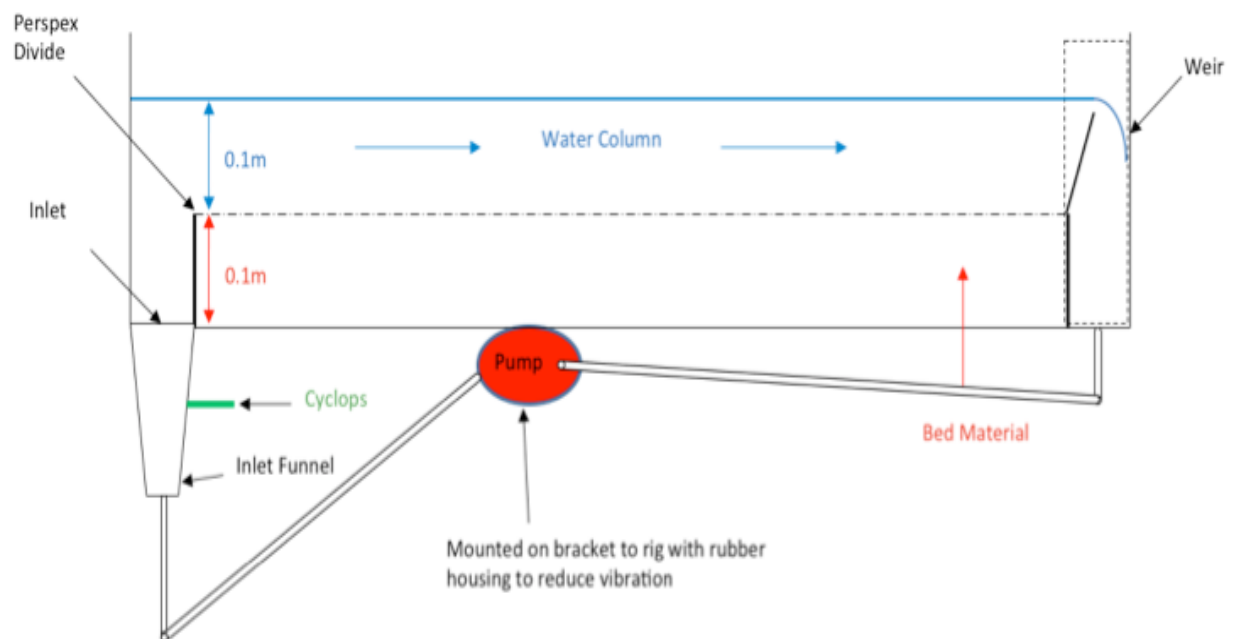 Perspex
Divide
Weir
Water Column
0.1m
Inlet
0.1m
Pump
Cyclops
Bed Material
Inlet Funnel
Mounted on bracket to rig with rubber
housing to reduce vibration